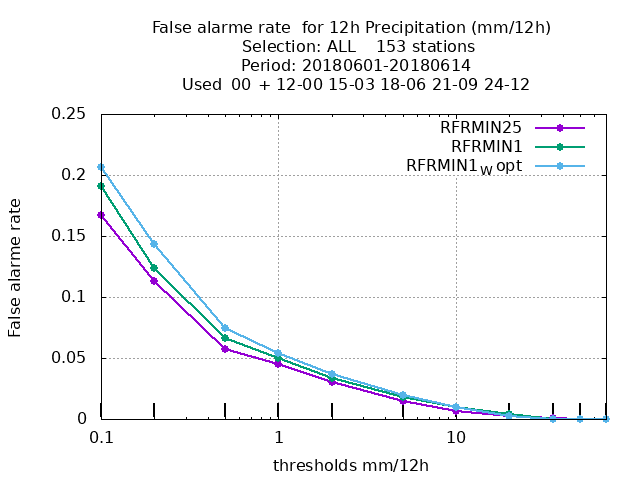 False alarme rate  for 12h Precipitation (mm/12h)
Selection: ALL    153 stations
Period: 20180601-20180614
Used  00  + 12-00 15-03 18-06 21-09 24-12
RFRMIN25
RFRMIN1
RFRMIN1W opt
False alarme rate
0.25
0.2
0.15
0.1
0.05
0
0.1 1 10
thresholds mm/12h